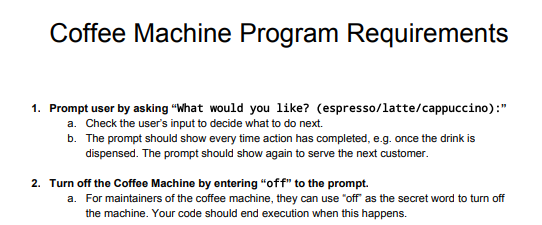 Coffee Machine Program Requirements
1. Prompt user by asking “What would you like? (espresso/latte/cappuccino):”
a. Check the user’s input to decide what to do next.
b. The prompt should show every time action has completed, e.g. once the drink is
dispensed. The prompt should show again to serve the next customer.
2. Turn off the Coffee Machine by entering “off” to the prompt.
a. For maintainers of the coffee machine, they can use “off” as the secret word to turn off
the machine. Your code should end execution when this happens.